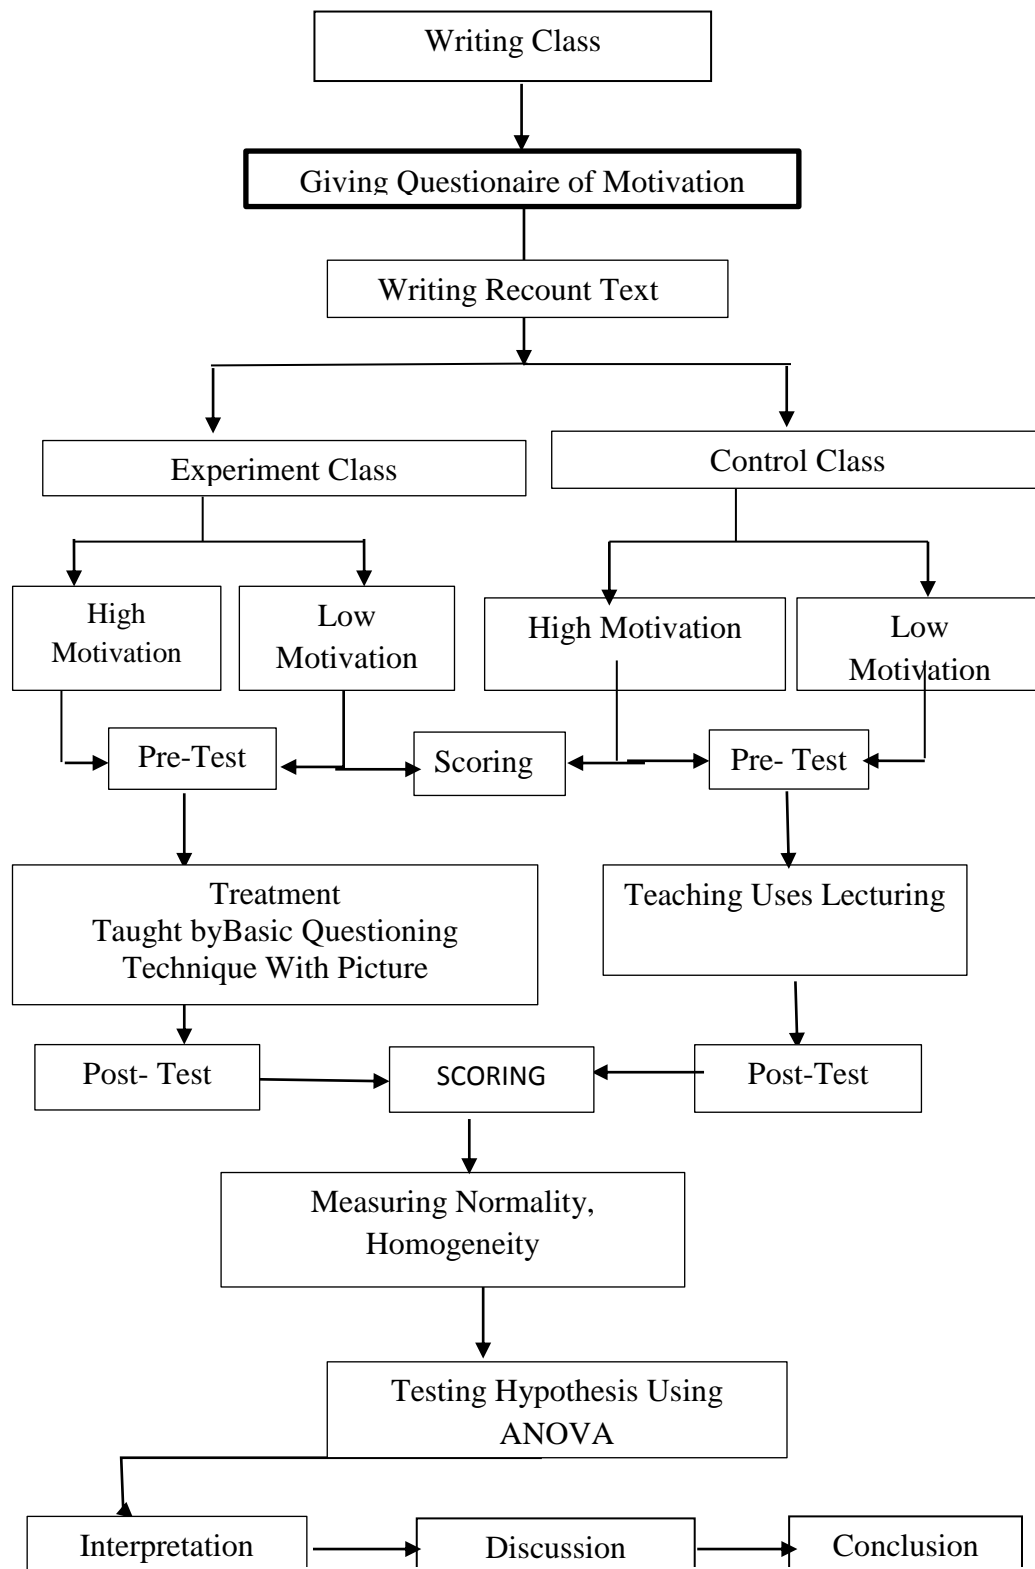 Writing Class
Giving Questionaire of Motivation
Writing Recount Text
Experiment Class
Control Class
High
Motivation
Low
Motivation
High Motivation
Low
Motivation
Pre-Test
Scoring
Pre- Test
Treatment
Taught byBasic Questioning
Technique With Picture
Teaching Uses Lecturing
Post- Test
SCORING
Post-Test
Measuring Normality,
Homogeneity
Testing Hypothesis Using
ANOVA
Interpretation
Discussion
Conclusion